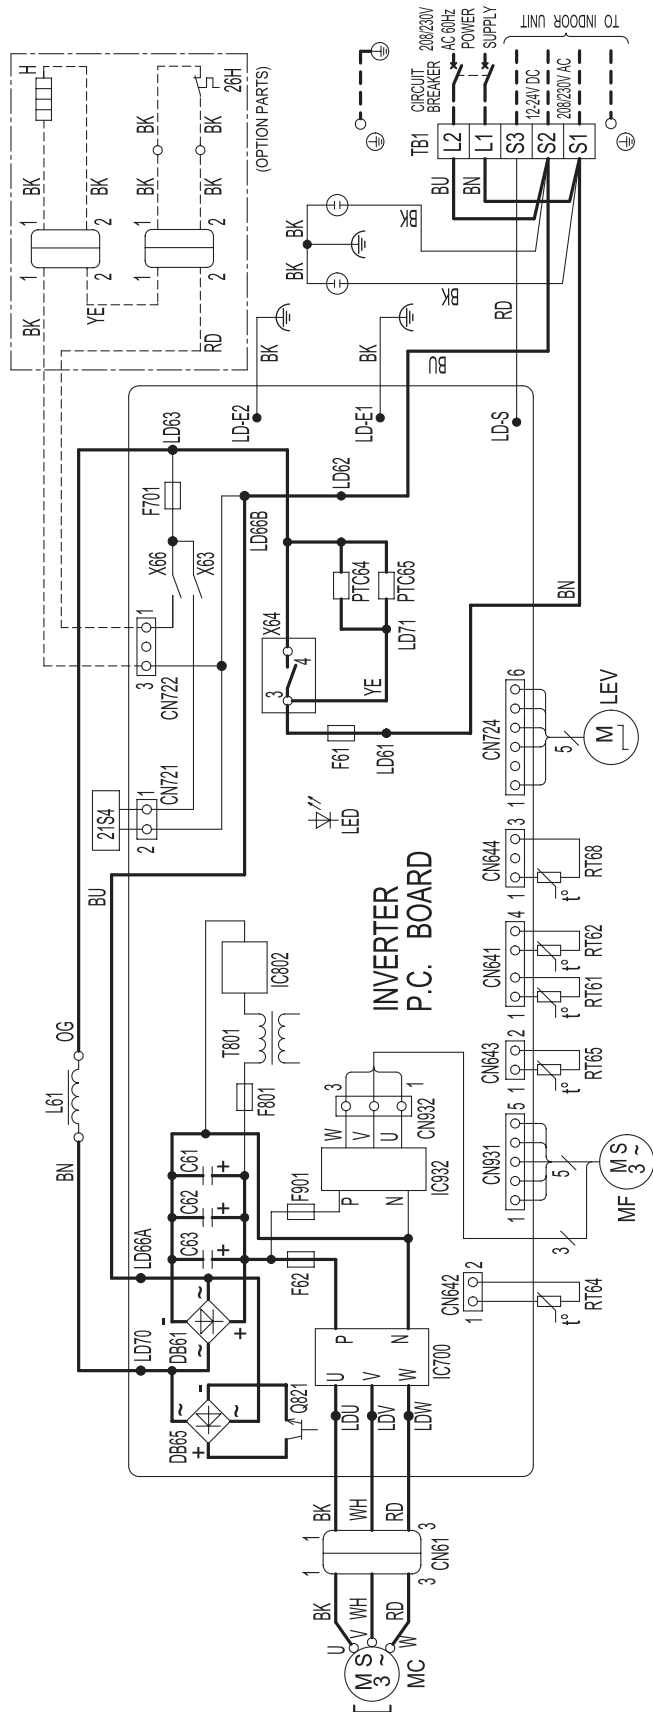 TO INDOOR UNIT
208/230V
AC 60Hz
POWER
SUPPLY
CIRCUIT
BREAKER
12-24V DC
208/230V AC
TB1
L2
L1
S3
S2
S1
BU
BN
BK
BK
BK
BK
RD
BU
BN
H
26H
(OPTION PARTS)
BK
BK
BK
BK
BK
BK
1
2
1
2
1
2
1
2
BK
YE
RD
BK
BK
LD-E2
LD-E1
LD-S
LD63
F701
X66
X63
LD62
LD66B
PTC64
PTC65
LD71
X64
3
4
YE
F61
LD61
3
1
CN722
21S4
2
1
CN721
LED
BU
OG
L61
BN
INVERTER
P.C. BOARD
IC802
T801
F801
C61
C62
C63
+
+
+
LD66A
LD70
DB61
-
~
~
+
DB65
-
~
~
+
Q821
F901
F62
P
N
IC932
W
V
U
3
1
CN932
P
N
U
V
W
IC700
LDU
LDV
LDW
BK
WH
RD
1
1
3
3
CN61
BK
WH
RD
U
V
W
M S
3 ~
MC
CN724
1
6
5
M
LEV
CN644
1
3
t°
RT68
CN641
1
4
t°
RT62
t°
RT61
CN643
1
2
t°
RT65
CN931
1
5
5
3
M S
3 ~
MF
CN642
1
2
t°
RT64